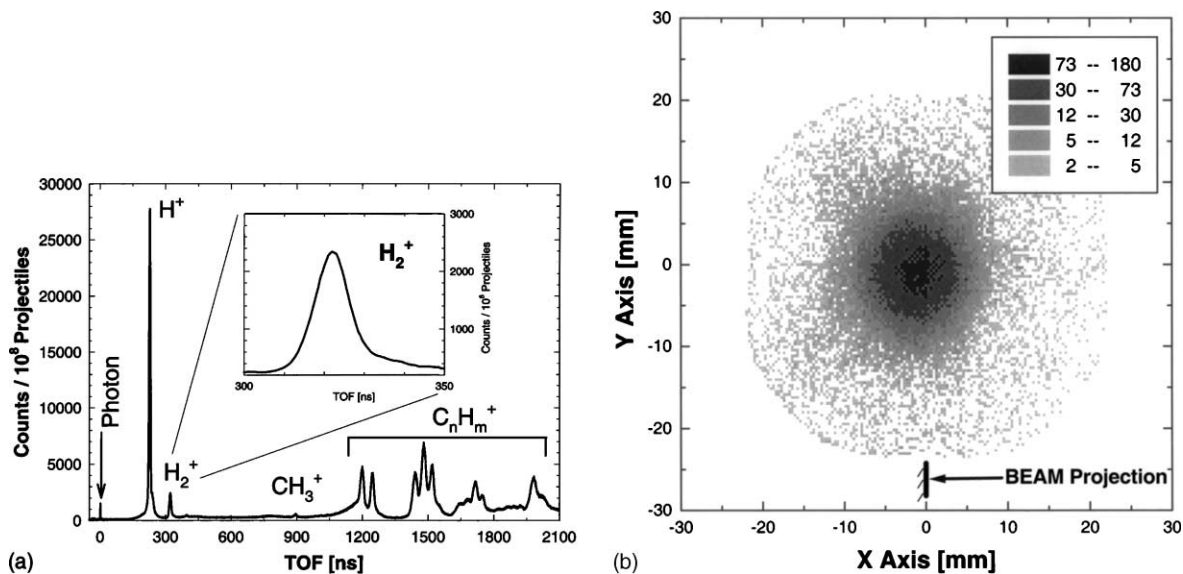 30000
25000
20000
15000
10000
5000
0
Counts / 10⁸ Projectiles
Photon
H⁺
H₂⁺
CH₃⁺
CₙHₘ⁺
H₂⁺
3000
2000
1000
Counts / 10⁸ Projectiles
300
350
TOF [ns]
0 300 600 900 1200 1500 1800 2100
TOF [ns]
(a)
30
20
10
0
-10
-20
-30
Y Axis [mm]
73 -- 180
30 -- 73
12 -- 30
5 -- 12
2 -- 5
BEAM Projection
-30 -20 -10 0 10 20 30
X Axis [mm]
(b)